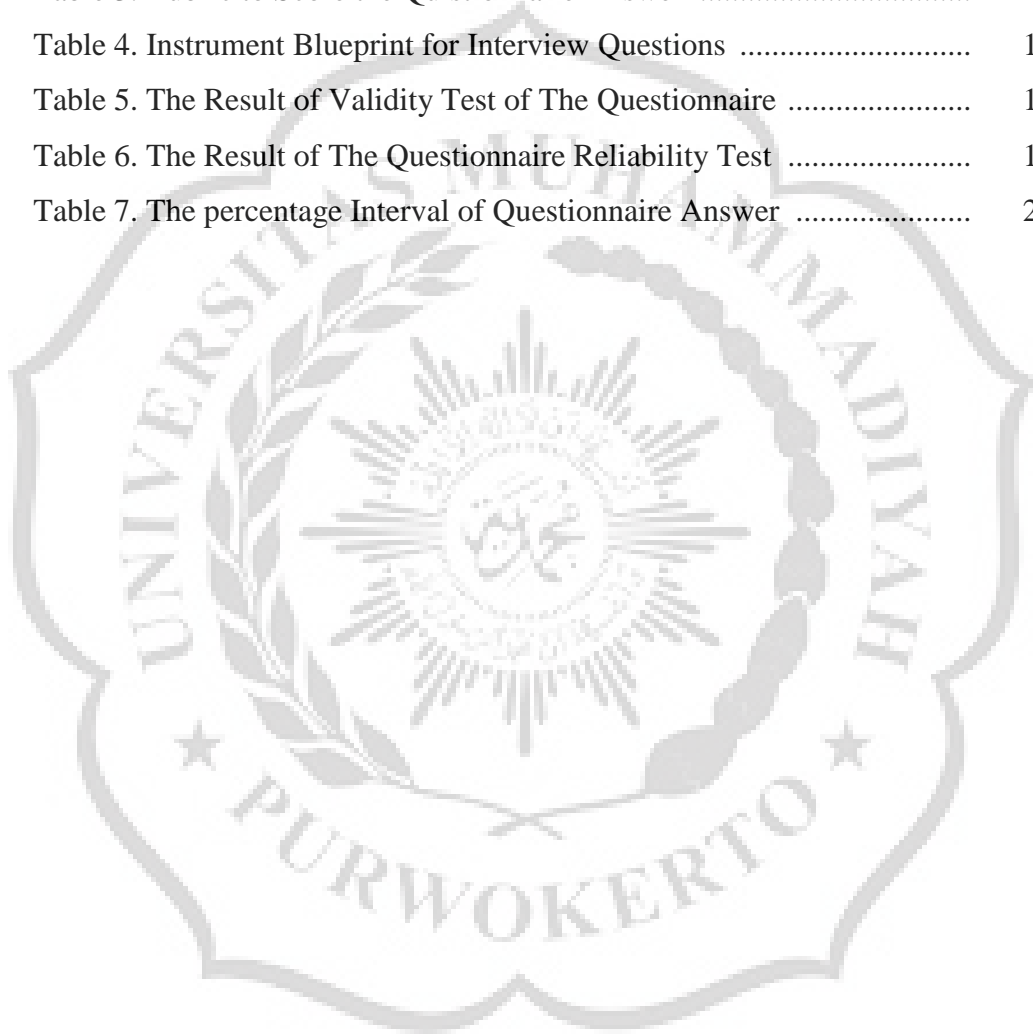 Table 4. Instrument Blueprint for Interview Questions ............................ 1
Table 5. The Result of Validity Test of The Questionnaire ....................... 1
Table 6. The Result of The Questionnaire Reliability Test ....................... 1
Table 7. The percentage Interval of Questionnaire Answer ...................... 2
UNIVERSITAS MUHAMMADIYAH
PURWOKERTO